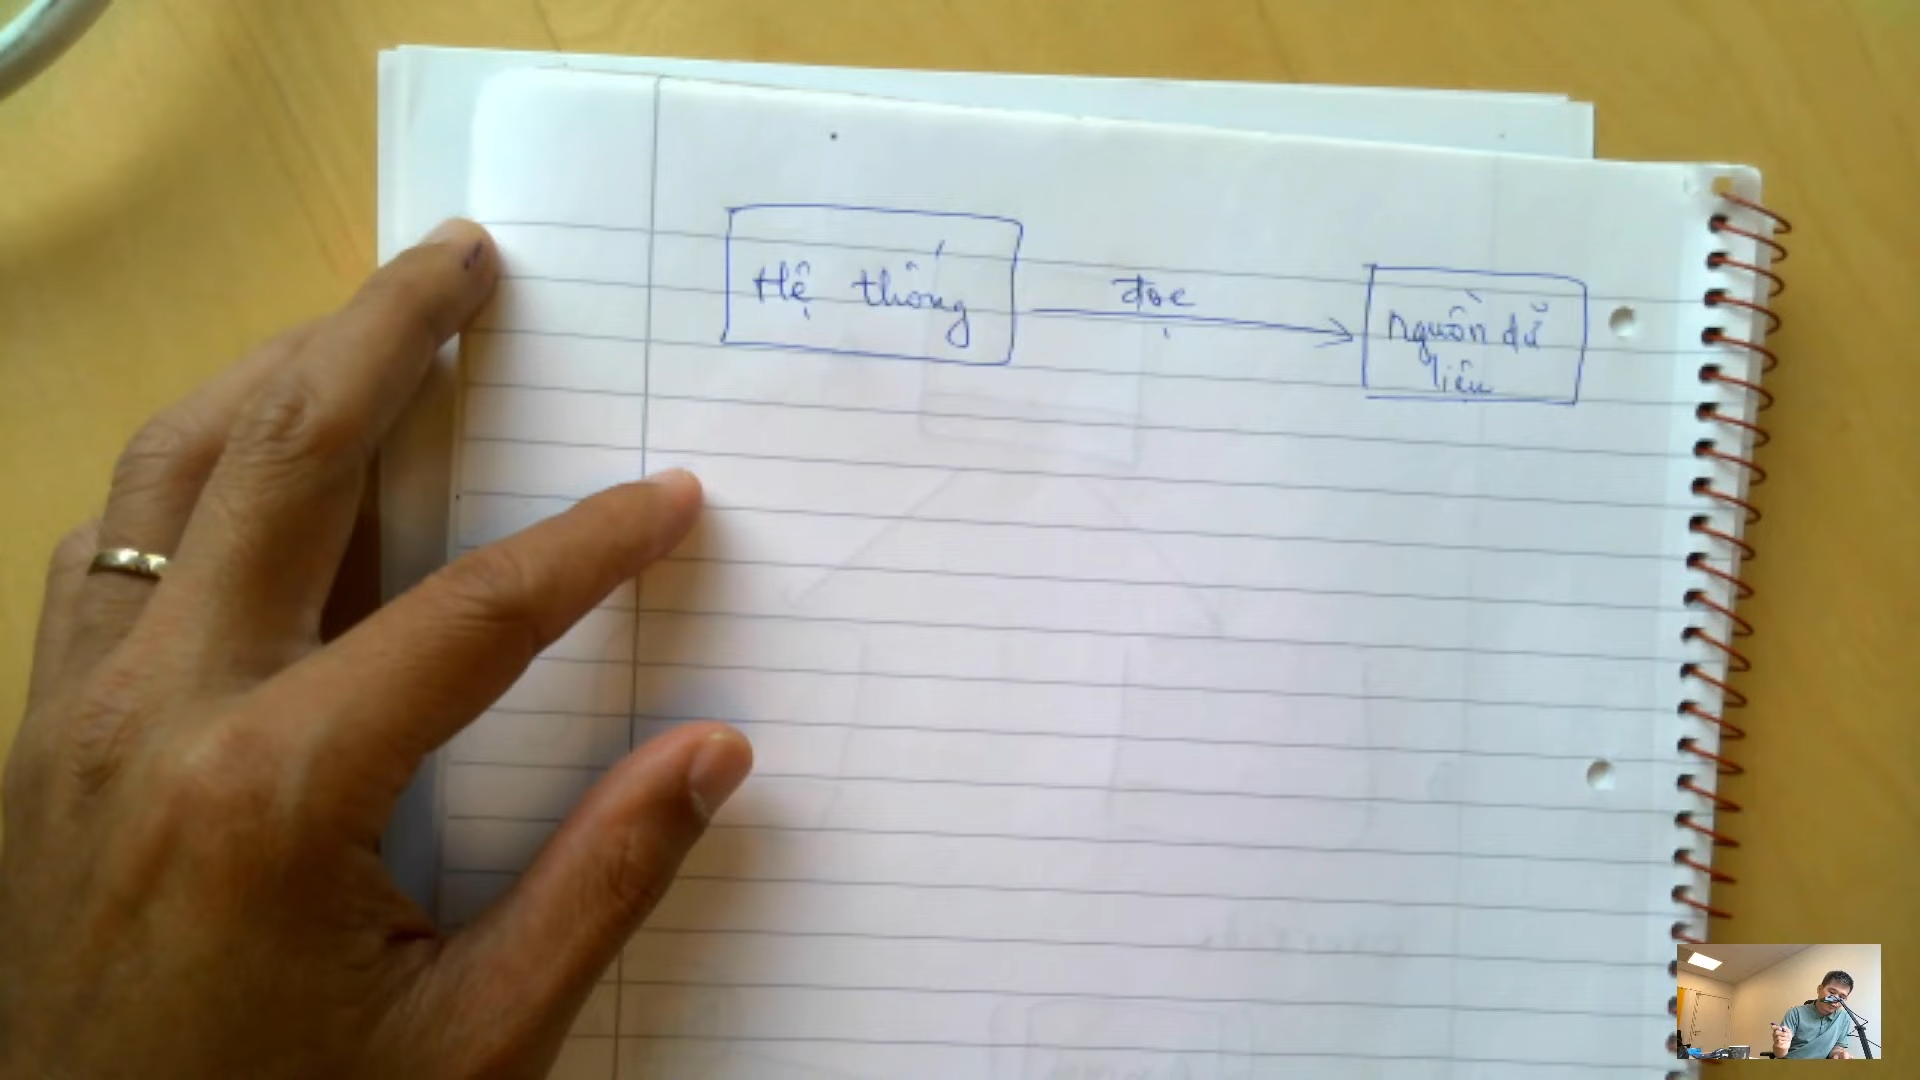 Hệ thống
đọc
Nguồn dữ
liệu